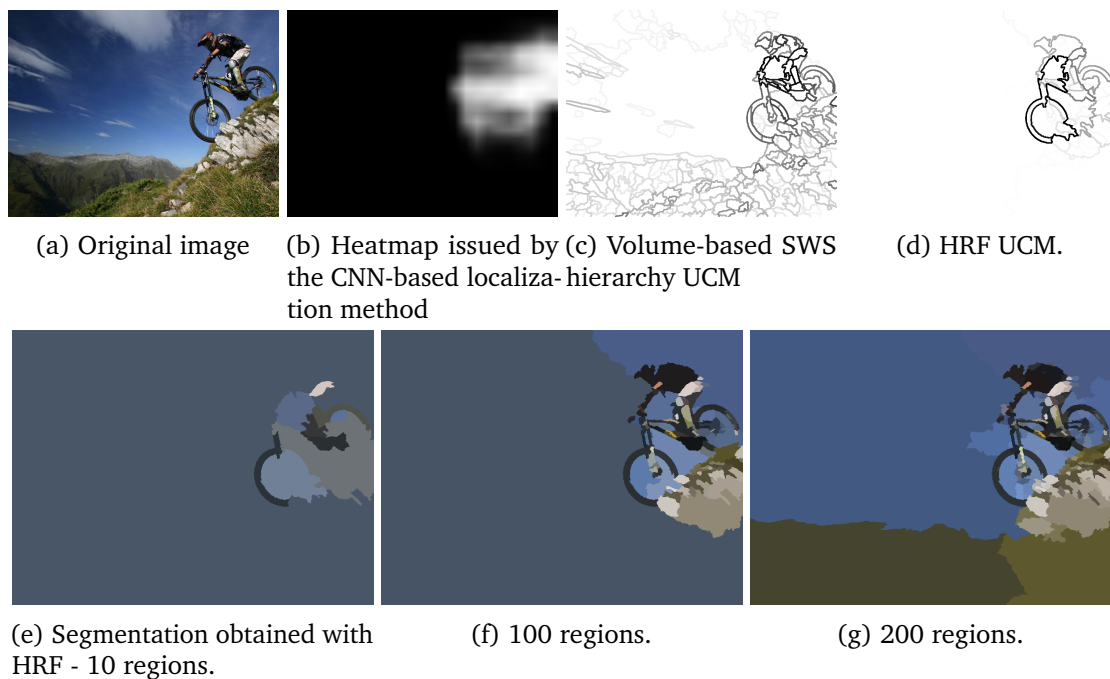 (a) Original image
(b) Heatmap issued by
the CNN-based localiza-
tion method
(c) Volume-based SWS
hierarchy UCM
(d) HRF UCM.
(e) Segmentation obtained with
HRF - 10 regions.
(f) 100 regions.
(g) 200 regions.